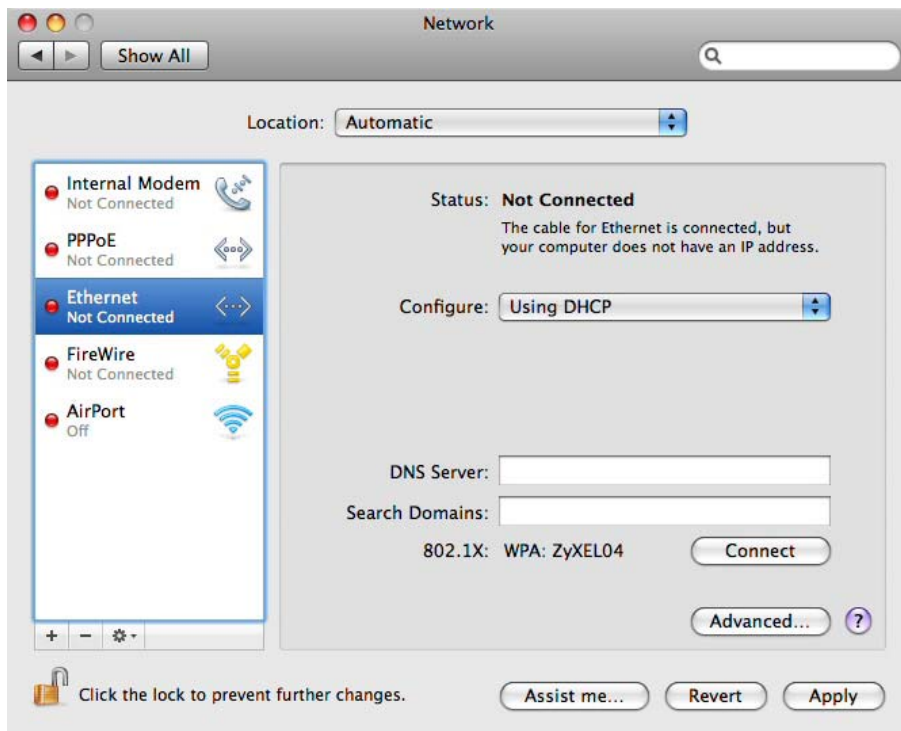 Network
Show All
Location: Automatic
Internal Modem
Not Connected
PPPoE
Not Connected
Ethernet
Not Connected
FireWire
Not Connected
AirPort
Off
Status: Not Connected
The cable for Ethernet is connected, but
your computer does not have an IP address.
Configure: Using DHCP
DNS Server:
Search Domains:
802.1X: WPA: ZyXEL04 Connect
Advanced... ?
+ −
Click the lock to prevent further changes.
Assist me... Revert Apply